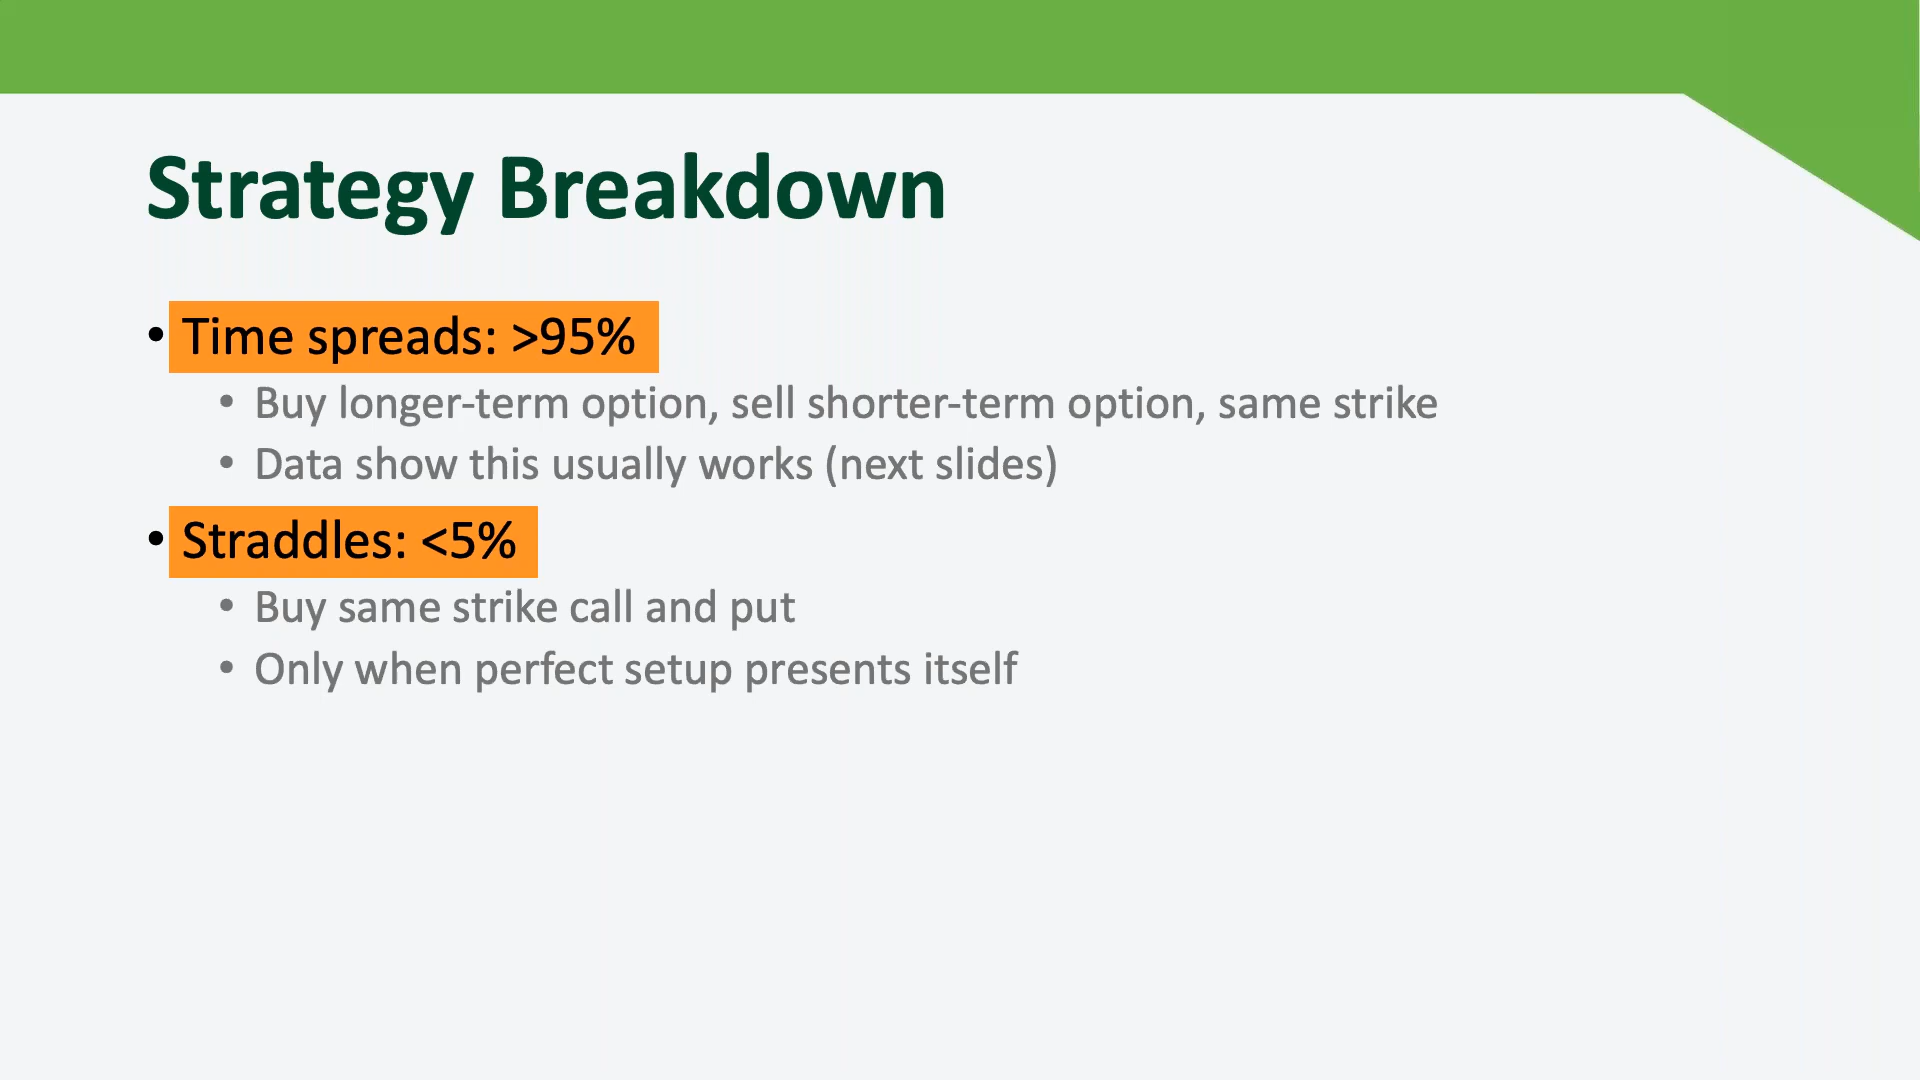 Strategy Breakdown
• Time spreads: >95%
• Buy longer-term option, sell shorter-term option, same strike
• Data show this usually works (next slides)
• Straddles: <5%
• Buy same strike call and put
• Only when perfect setup presents itself